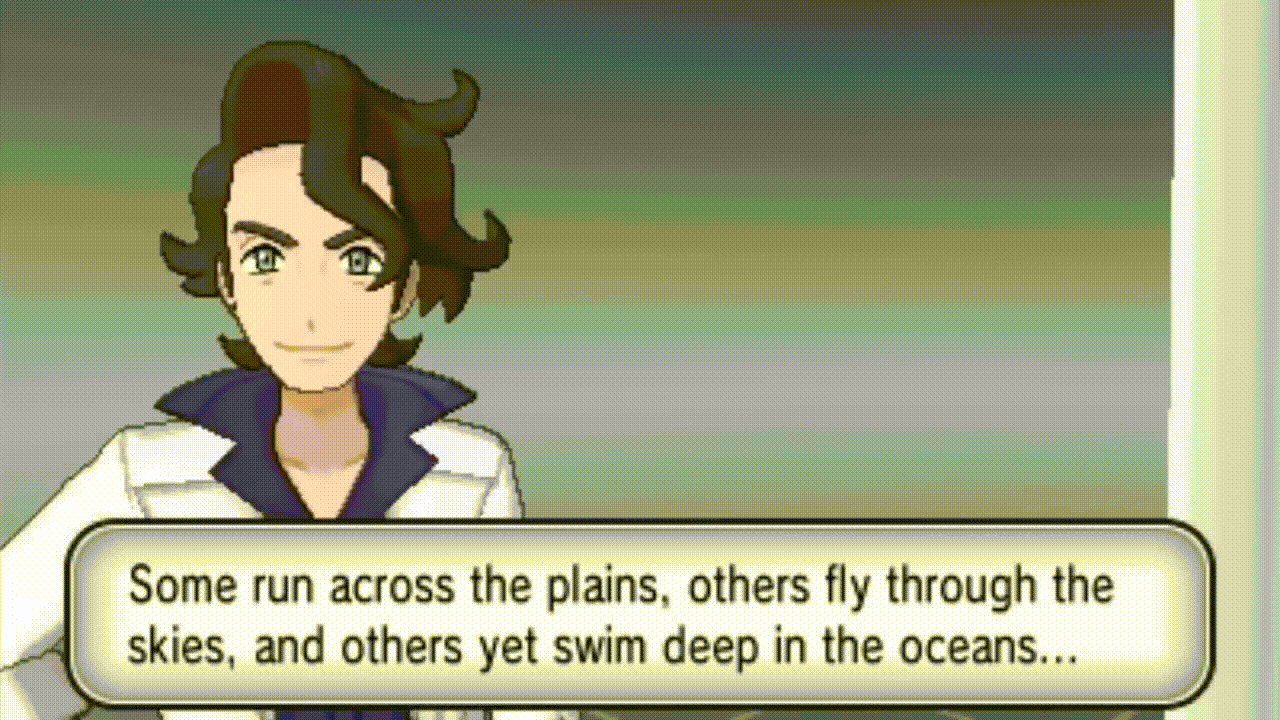 Some run across the plains, others fly through the
skies, and others yet swim deep in the oceans...